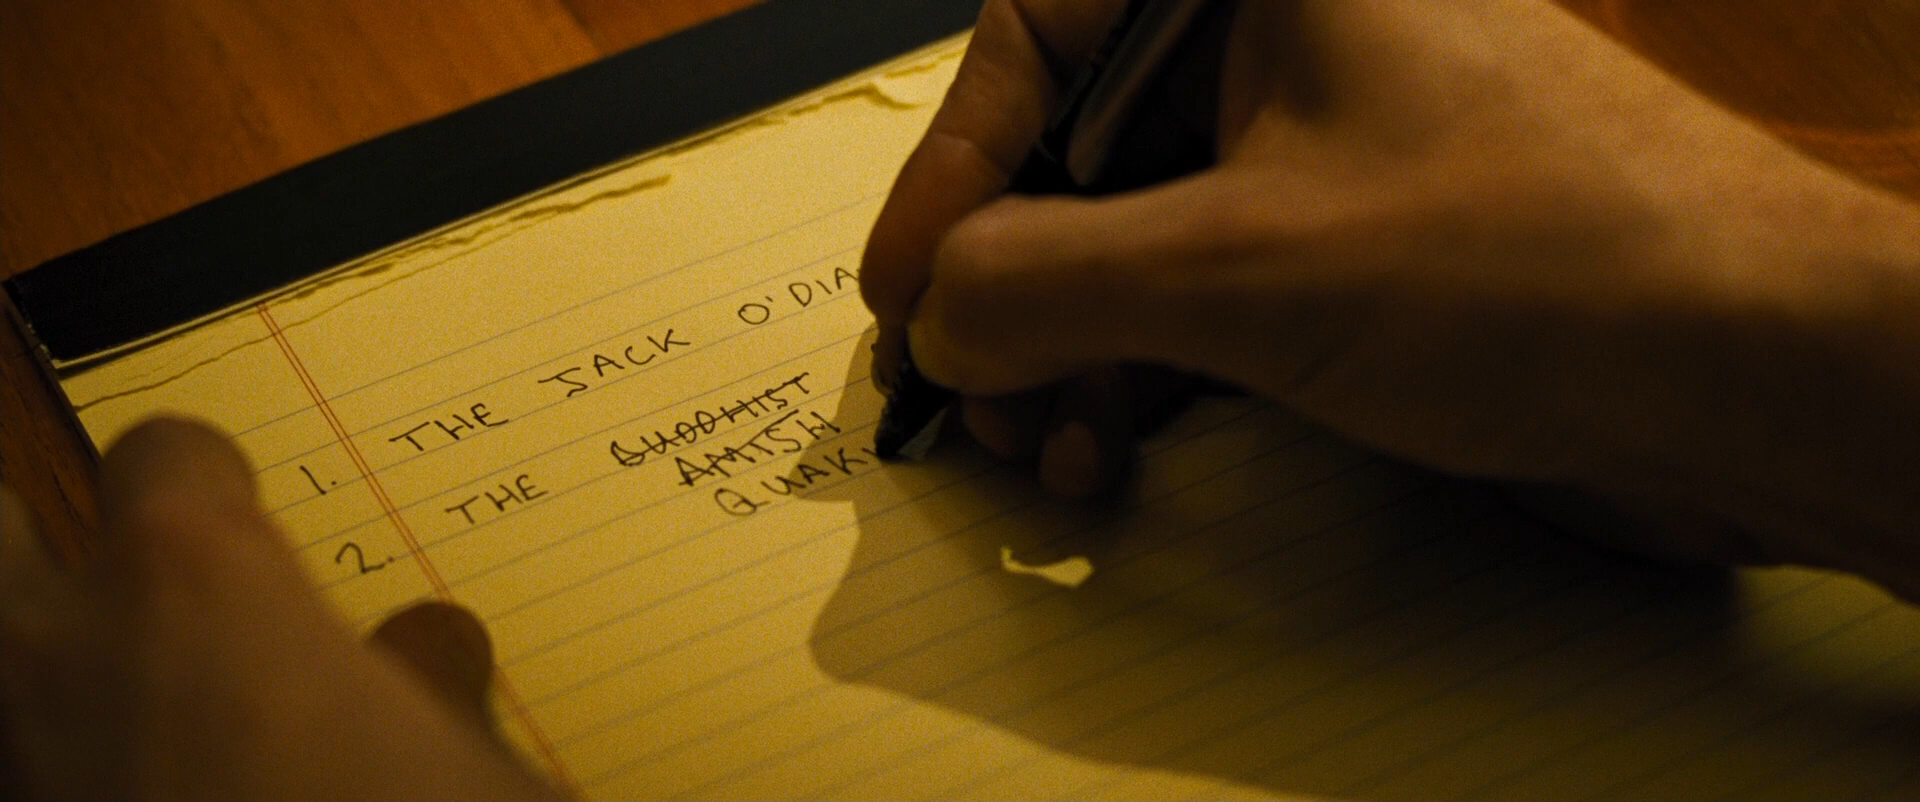 1. THE JACK O'DIA
2. THE BUDDHIST
AMISH
QUAK